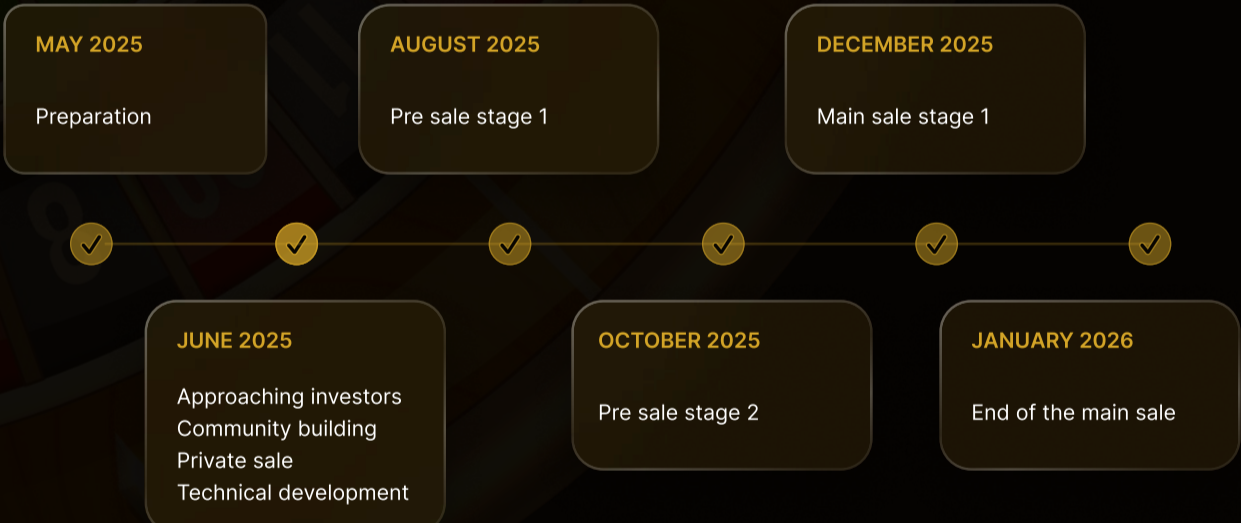 MAY 2025
Preparation
JUNE 2025
Approaching investors
Community building
Private sale
Technical development
AUGUST 2025
Pre sale stage 1
OCTOBER 2025
Pre sale stage 2
DECEMBER 2025
Main sale stage 1
JANUARY 2026
End of the main sale